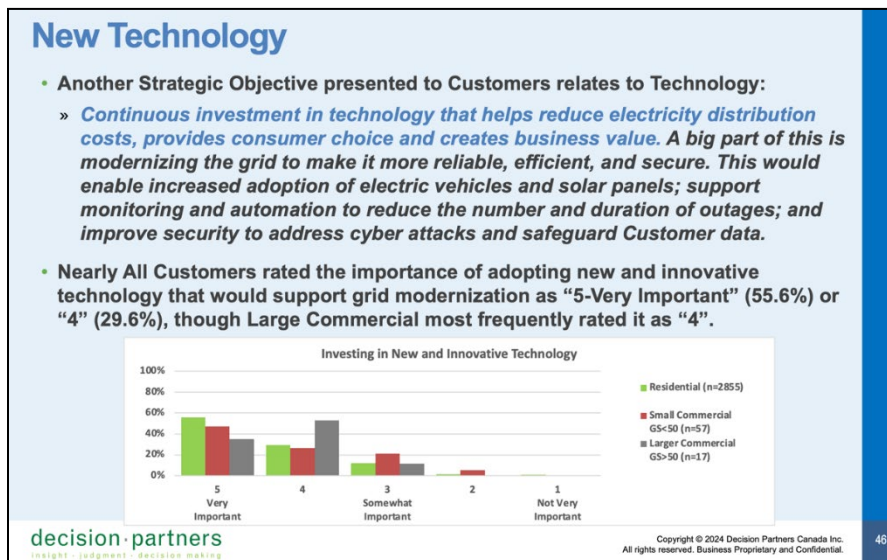 New Technology
• Another Strategic Objective presented to Customers relates to Technology:
» Continuous investment in technology that helps reduce electricity distribution
costs, provides consumer choice and creates business value. A big part of this is
modernizing the grid to make it more reliable, efficient, and secure. This would
enable increased adoption of electric vehicles and solar panels; support
monitoring and automation to reduce the number and duration of outages; and
improve security to address cyber attacks and safeguard Customer data.
• Nearly All Customers rated the importance of adopting new and innovative
technology that would support grid modernization as “5-Very Important” (55.6%) or
“4” (29.6%), though Large Commercial most frequently rated it as “4”.
Investing in New and Innovative Technology
100%
80%
60%
40%
20%
0%
5
Very
Important
4
3
Somewhat
Important
2
1
Not Very
Important
Residential (n=2855)
Small Commercial
GS<50 (n=57)
Larger Commercial
GS>50 (n=17)
decision·partners
insight · judgment · decision making
Copyright © 2024 Decision Partners Canada Inc.
All rights reserved. Business Proprietary and Confidential.
46